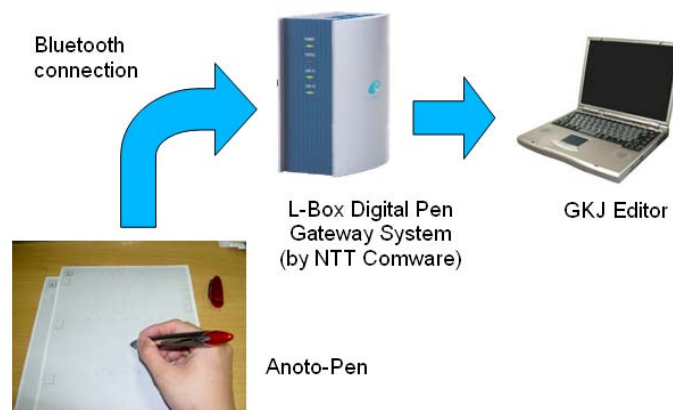 Bluetooth
connection
L-Box Digital Pen
Gateway System
(by NTT Comware)
GKJ Editor
Anoto-Pen